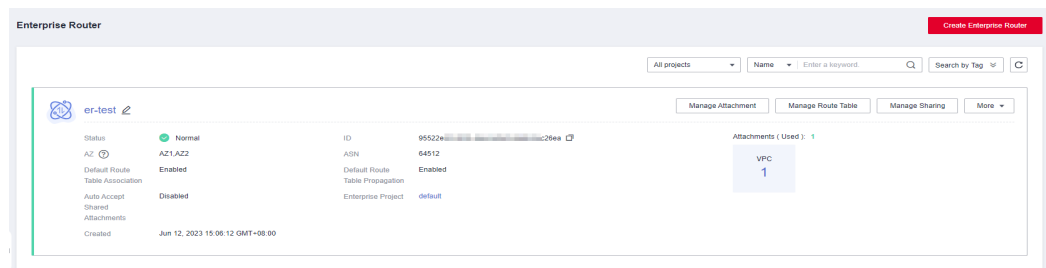 Enterprise Router
Create Enterprise Router
All projects
Name
Enter a keyword.
Search by Tag
er-test
Manage Attachment
Manage Route Table
Manage Sharing
More
Status
Normal
ID
95522e
c26ea
Attachments ( Used ): 1
AZ
AZ1,AZ2
ASN
64512
VPC
1
Default Route
Table Association
Enabled
Default Route
Table Propagation
Enabled
Auto Accept
Shared
Attachments
Disabled
Enterprise Project
default
Created
Jun 12, 2023 15:06:12 GMT+08:00